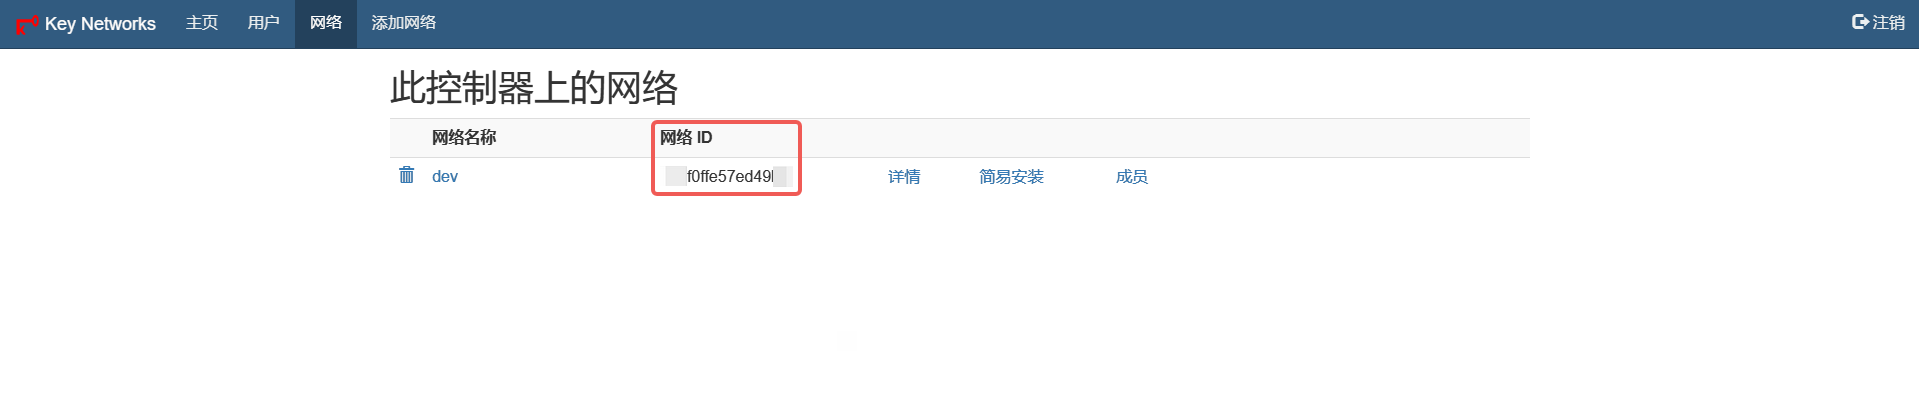 Key Networks 主页 用户 网络 添加网络 注销
此控制器上的网络
网络名称 网络 ID
dev f0ffe57ed49 详情 简易安装 成员